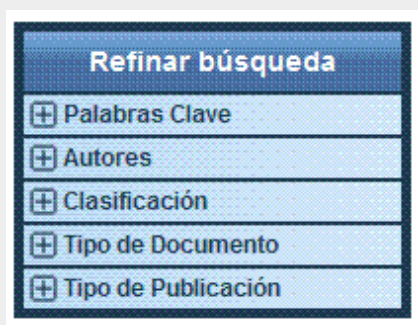 Refinar búsqueda
Palabras Clave
Autores
Clasificación
Tipo de Documento
Tipo de Publicación